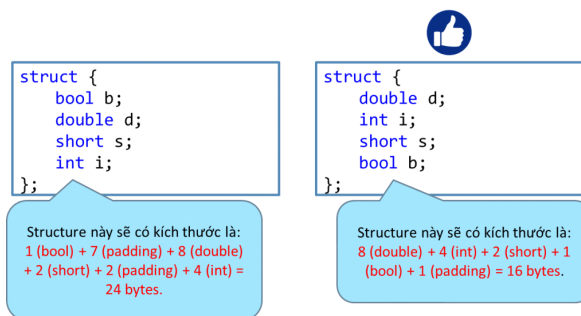 struct {
bool b;
double d;
short s;
int i;
};
Structure này sẽ có kích thước là:
1 (bool) + 7 (padding) + 8 (double)
+ 2 (short) + 2 (padding) + 4 (int) =
24 bytes.
struct {
double d;
int i;
short s;
bool b;
};
Structure này sẽ có kích thước là:
8 (double) + 4 (int) + 2 (short) + 1
(bool) + 1 (padding) = 16 bytes.